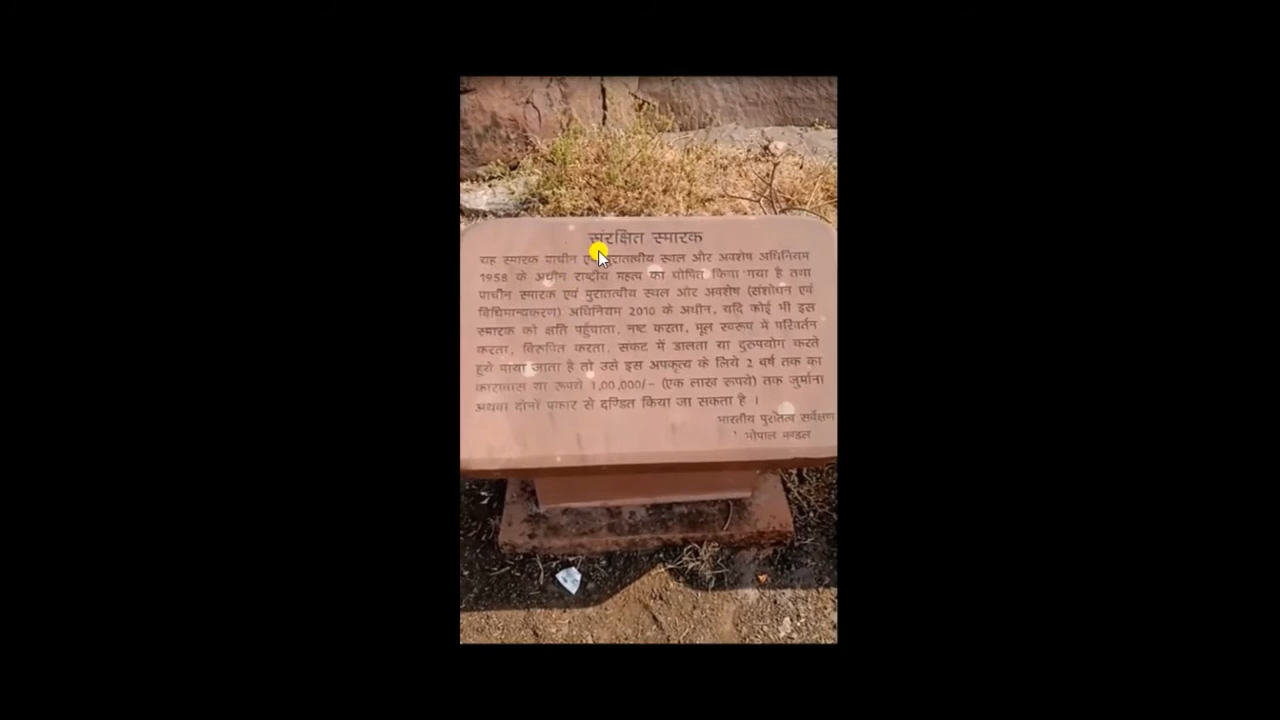 संरक्षित स्मारक
यह स्मारक प्राचीन एवं पुरातत्वीय स्थल और अवशेष अधिनियम
1958 के अधीन राष्ट्रीय महत्व का घोषित किया गया है तथा
प्राचीन स्मारक एवं पुरातत्वीय स्थल और अवशेष (संशोधन एवं
विधिमान्यकरण) अधिनियम 2010 के अधीन, यदि कोई भी इस
स्मारक को क्षति पहुँचाता, नष्ट करता, मूल स्वरूप में परिवर्तन
करता, विरूपित करता, संकट में डालता या दुरुपयोग करते
हुये पाया जाता है तो उसे इस अपकृत्य के लिये 2 वर्ष तक का
कारावास या रूपये 1,00,000/- (एक लाख रूपये) तक जुर्माना
अथवा दोनों प्रकार से दण्डित किया जा सकता है ।
भारतीय पुरातत्व सर्वेक्षण
भोपाल मण्डल